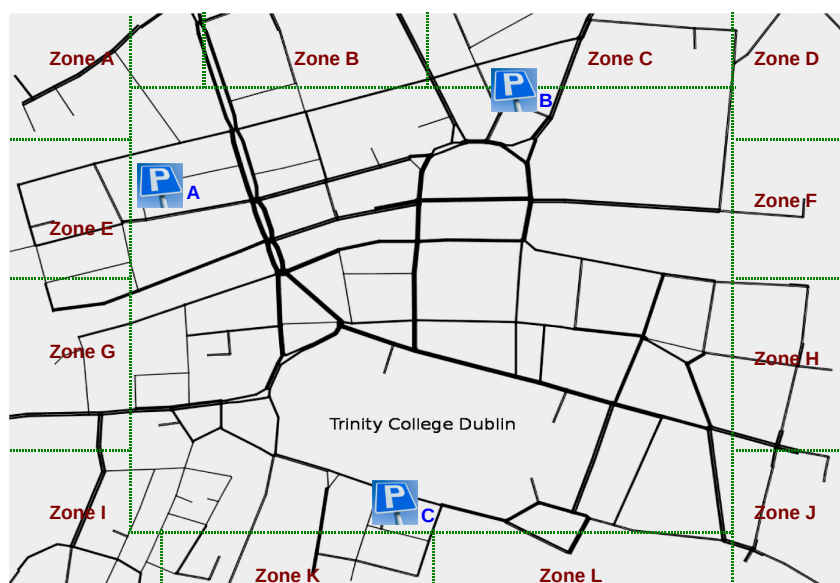 Zone A
Zone B
Zone C
Zone D
P
B
P
A
Zone F
Zone E
Zone G
Zone H
Trinity College Dublin
P
C
Zone I
Zone J
Zone K
Zone L